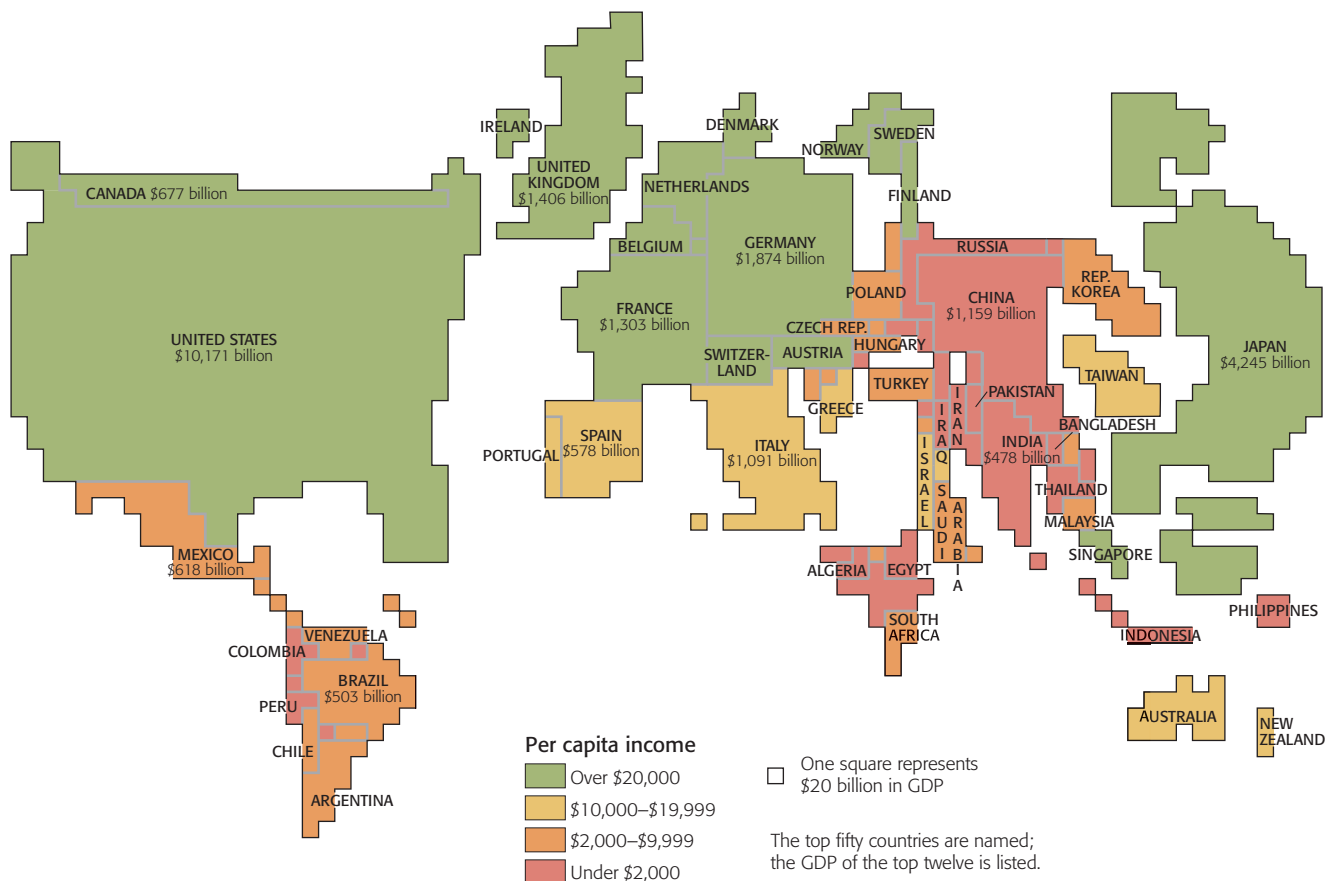 IRELAND
UNITED
KINGDOM
$1,406 billion
DENMARK
NORWAY
SWEDEN
FINLAND
CANADA $677 billion
NETHERLANDS
BELGIUM
GERMANY
$1,874 billion
RUSSIA
POLAND
CHINA
$1,159 billion
REP.
KOREA
FRANCE
$1,303 billion
UNITED STATES
$10,171 billion
CZECH REP.
HUNGARY
SWITZER-
LAND
AUSTRIA
JAPAN
$4,245 billion
TAIWAN
TURKEY
GREECE
PAKISTAN
IRAN
IRAQ
BANGLADESH
PORTUGAL
SPAIN
$578 billion
ITALY
$1,091 billion
ISRAEL
INDIA
$478 billion
THAILAND
SAUDI
ARABIA
MALAYSIA
SINGAPORE
MEXICO
$618 billion
ALGERIA
EGYPT
PHILIPPINES
SOUTH
AFRICA
INDONESIA
VENEZUELA
COLOMBIA
BRAZIL
$503 billion
PERU
CHILE
ARGENTINA
AUSTRALIA
NEW
ZEALAND
Per capita income
Over $20,000
$10,000–$19,999
$2,000–$9,999
Under $2,000
One square represents
$20 billion in GDP
The top fifty countries are named;
the GDP of the top twelve is listed.